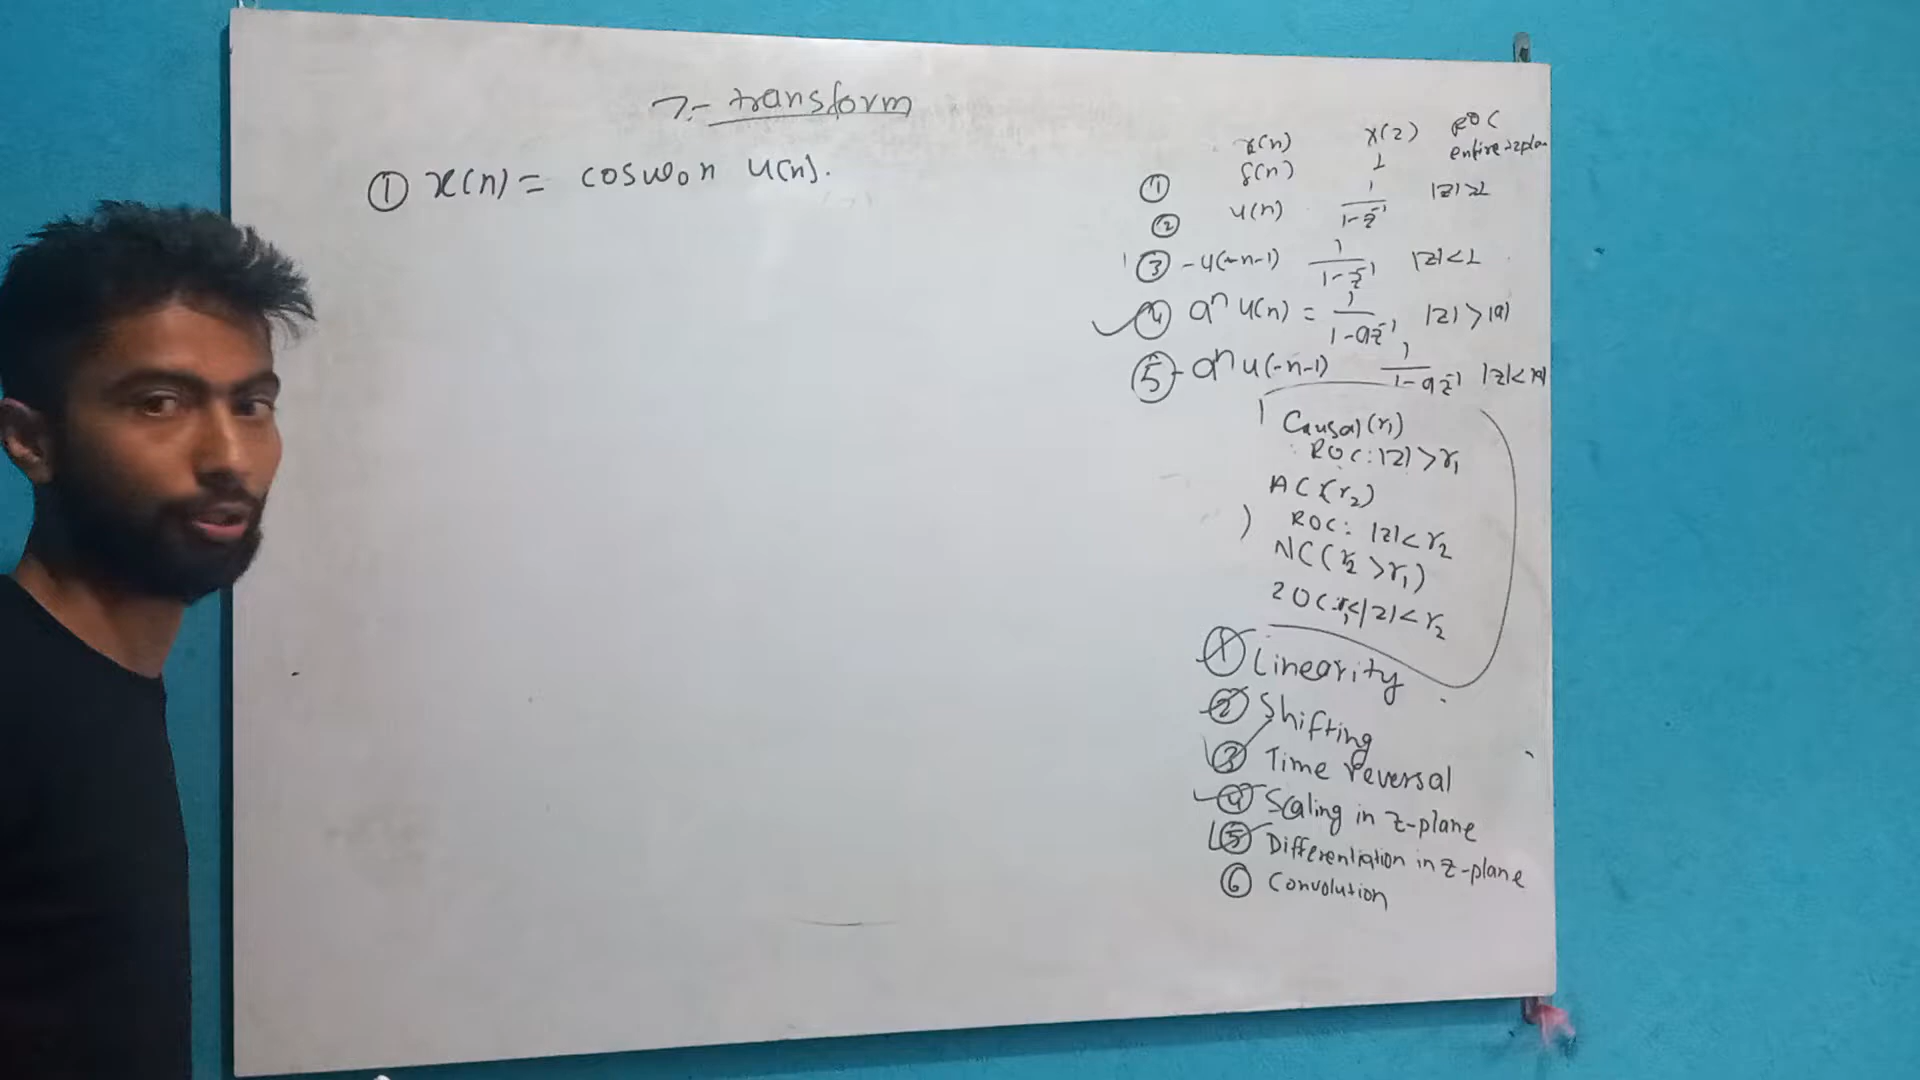 z-transform
① x(n) = cosω₀n u(n).
x(n) X(z) ROC
① δ(n) 1 entire z plan
② u(n) 1/(1-z⁻¹) |z|>1
③ -u(-n-1) 1/(1-z⁻¹) |z|<1
④ aⁿ u(n) = 1/(1-az⁻¹), |z|>|a|
⑤ -aⁿ u(-n-1) 1/(1-az⁻¹) |z|<|a|
Causal(r₁)
ROC: |z|>r₁
AC(r₂)
ROC: |z|<r₂
NC(r₂>r₁)
ROC: r₁<|z|<r₂
① Linearity
② Shifting
③ Time reversal
④ Scaling in z-plane
⑤ Differentiation in z-plane
⑥ Convolution